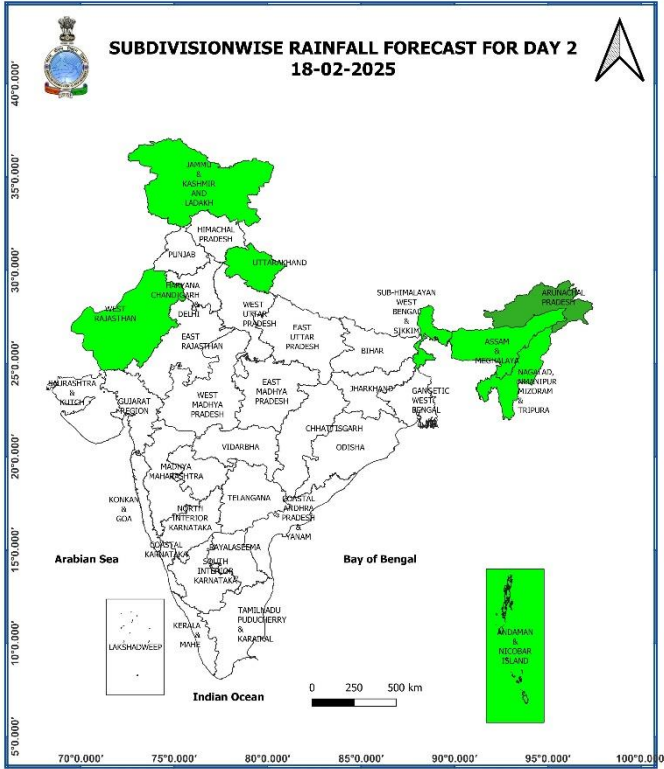 SUBDIVISIONWISE RAINFALL FORECAST FOR DAY 2
18-02-2025
40°0.000'
35°0.000'
30°0.000'
25°0.000'
20°0.000'
15°0.000'
10°0.000'
5°0.000'
JAMMU
&
KASHMIR
AND
LADAKH
HIMACHAL
PRADESH
PUNJAB
UTTARAKHAND
HARYANA
CHANDIGARH
DELHI
WEST
RAJASTHAN
EAST
RAJASTHAN
WEST
UTTAR
PRADESH
EAST
UTTAR
PRADESH
BIHAR
SUB-HIMALAYAN
WEST
BENGAL
&
SIKKIM
ARUNACHAL
PRADESH
ASSAM
&
MEGHALAYA
NAGALAD,
MANIPUR
MIZORAM
&
TRIPURA
SAURASHTRA
&
KUTCH
GUJARAT
REGION
WEST
MADHYA
PRADESH
EAST
MADHYA
PRADESH
JHARKHAND
GANGETIC
WEST
BENGAL
CHHATTISGARH
ODISHA
VIDARBHA
MADHYA
MAHARASHTRA
KONKAN
&
GOA
TELANGANA
NORTH
INTERIOR
KARNATAKA
COASTAL
ANDHRA
PRADESH
&
YANAM
COASTAL
KARNATAKA
RAYALASEEMA
SOUTH
INTERIOR
KARNATAKA
Arabian Sea
Bay of Bengal
KERALA
&
MAHE
TAMILNADU
PUDUCHERRY
&
KARAIKAL
LAKSHADWEEP
ANDAMAN
&
NICOBAR
ISLAND
Indian Ocean
0 250 500 km
70°0.000' 75°0.000' 80°0.000' 85°0.000' 90°0.000' 95°0.000' 100°0.000'